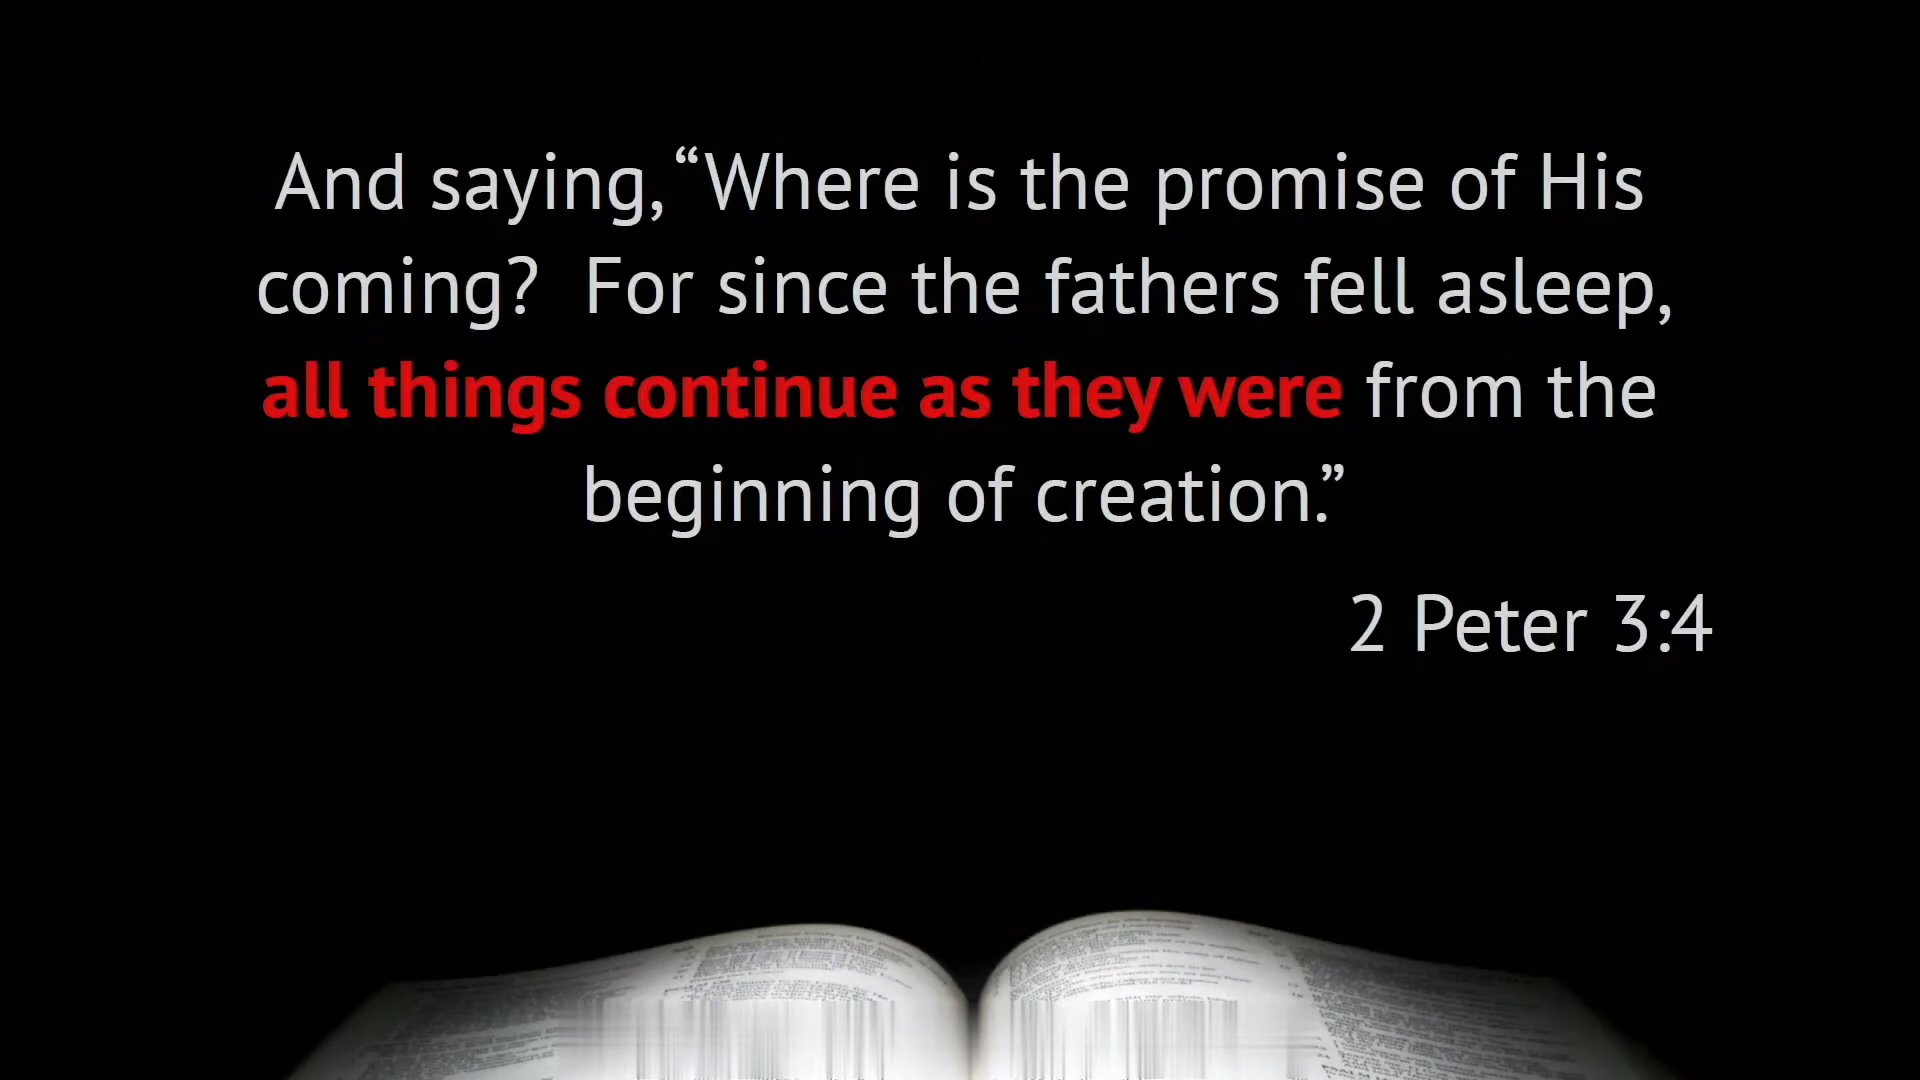 And saying, “Where is the promise of His
coming?  For since the fathers fell asleep,
all things continue as they were from the
beginning of creation.”
2 Peter 3:4